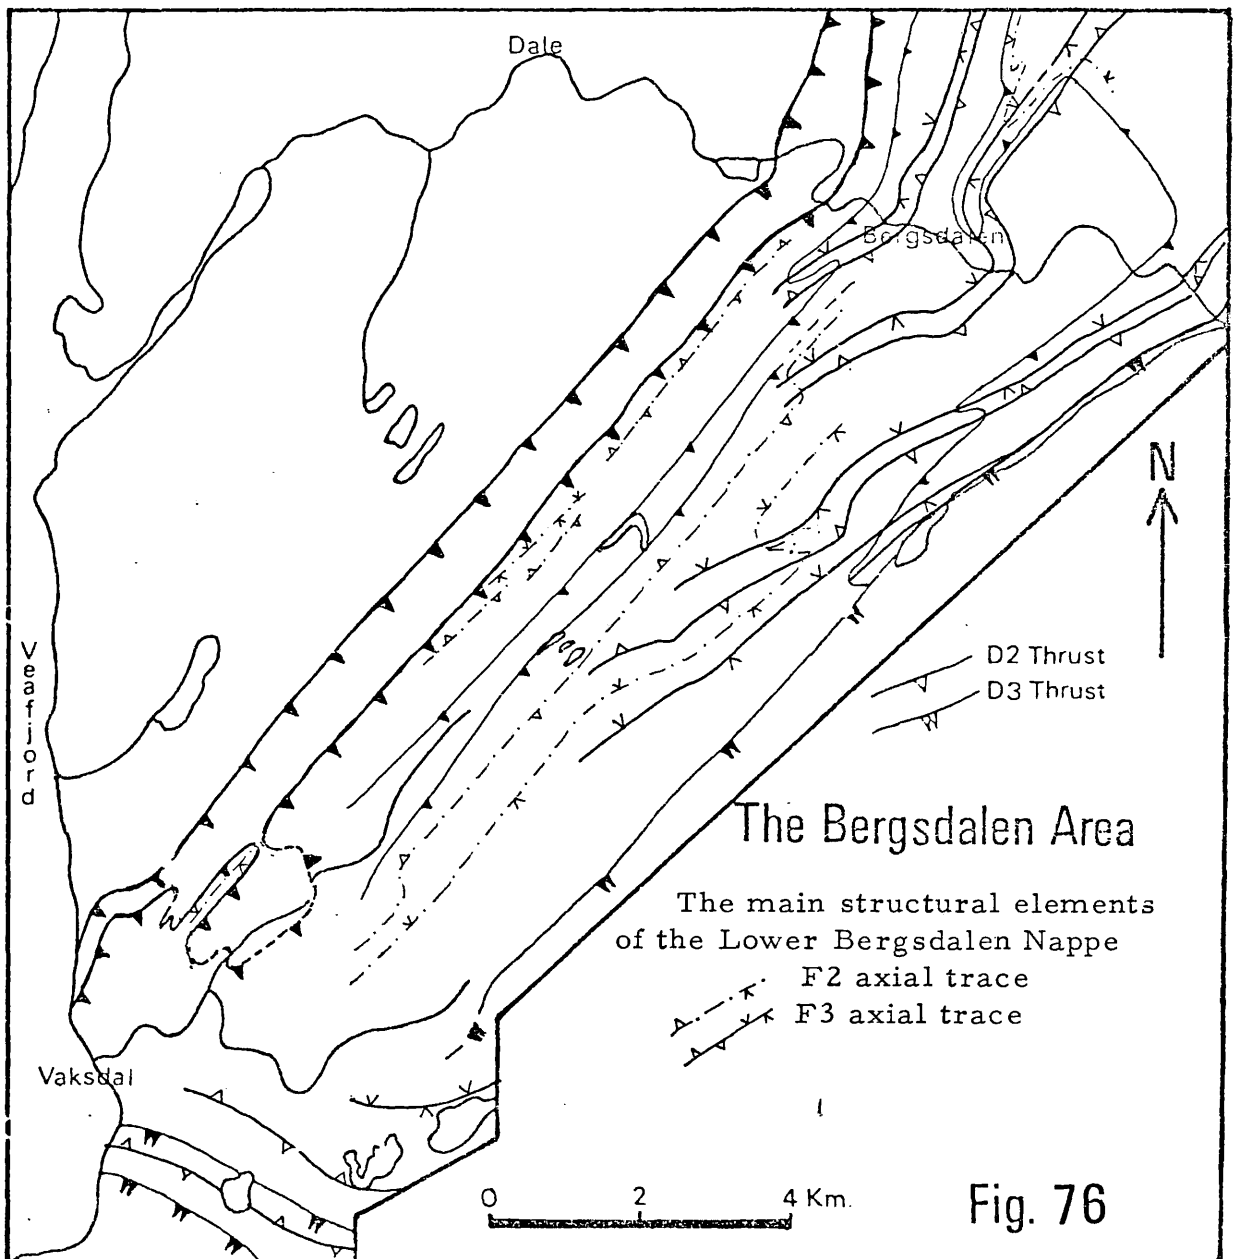 Dale
Bergsdalen
N
Veafjord
D2 Thrust
D3 Thrust
The Bergsdalen Area
The main structural elements
of the Lower Bergsdalen Nappe
F2 axial trace
F3 axial trace
Vaksdal
0 2 4 Km.
Fig. 76